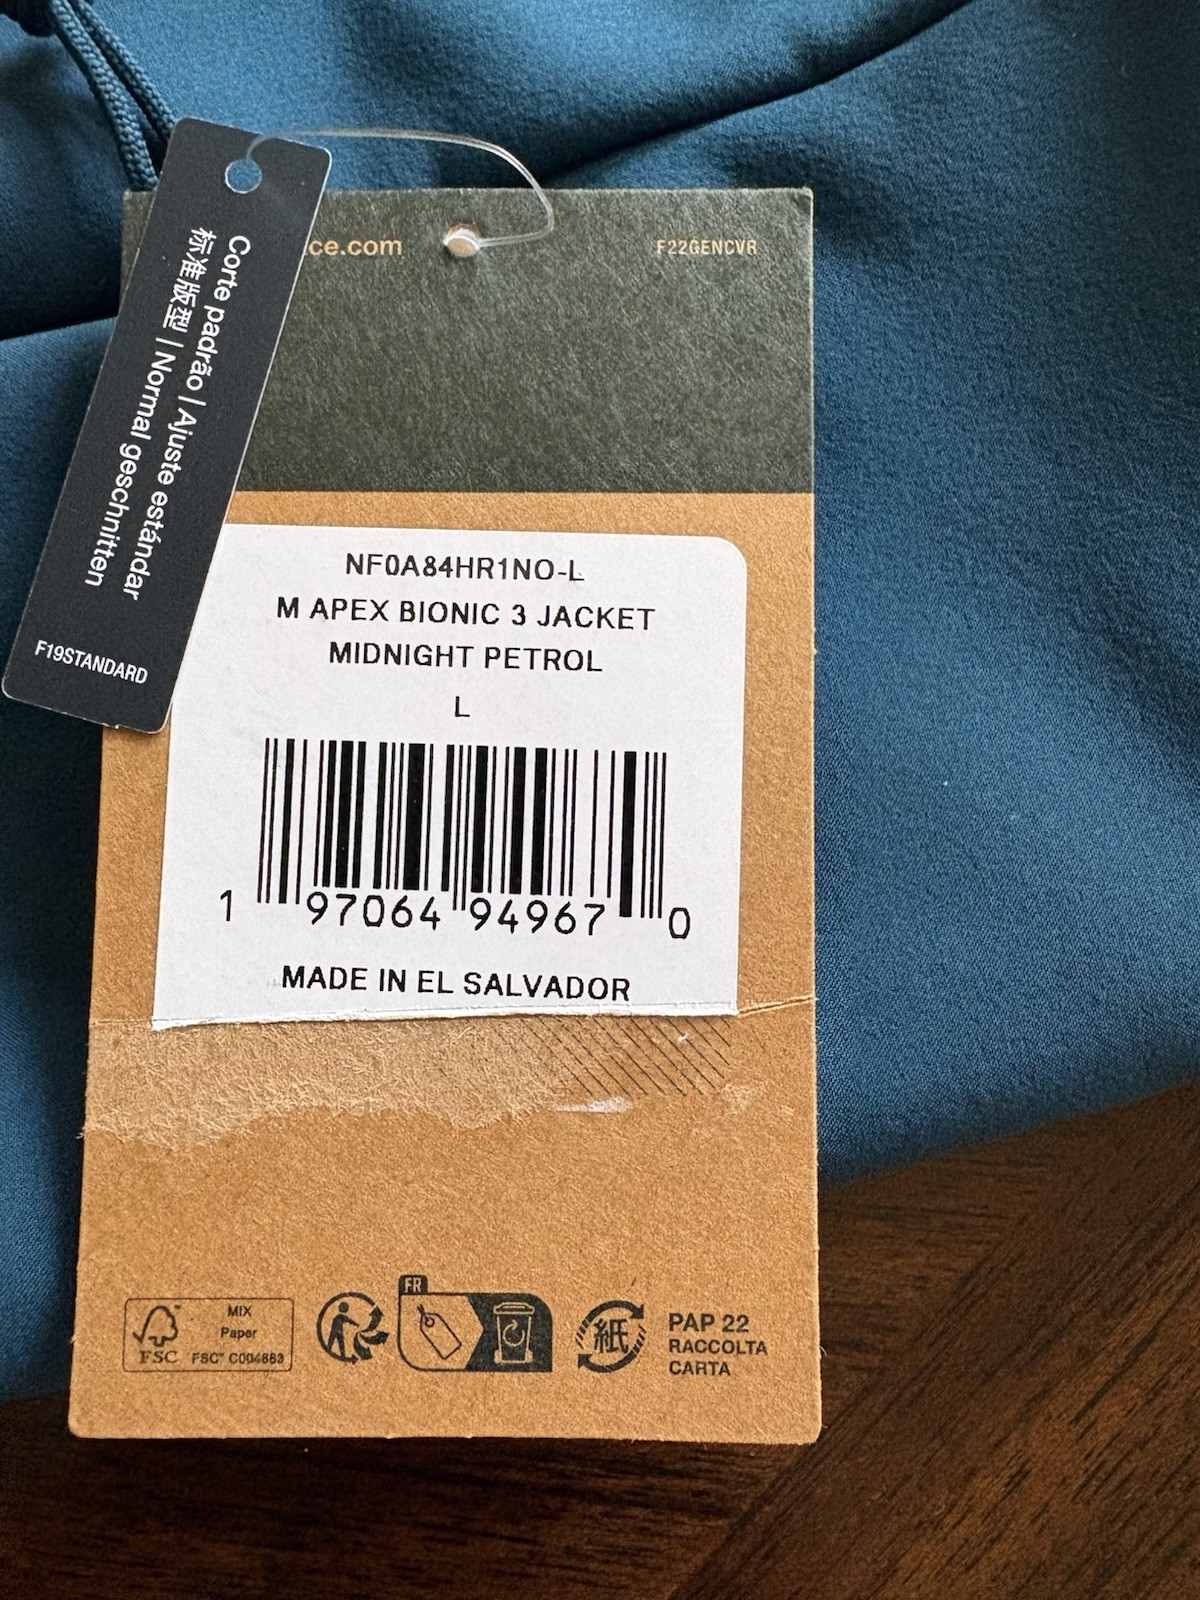 Corte padrão | Ajuste estándar
标准版型 | Normal geschnitten
F19STANDARD
ce.com
F22GENCVR
NF0A84HR1NO-L
M APEX BIONIC 3 JACKET
MIDNIGHT PETROL
L
1 97064 94967 0
MADE IN EL SALVADOR
FSC
MIX
Paper
FSC™ C004663
FR
紙
PAP 22
RACCOLTA
CARTA